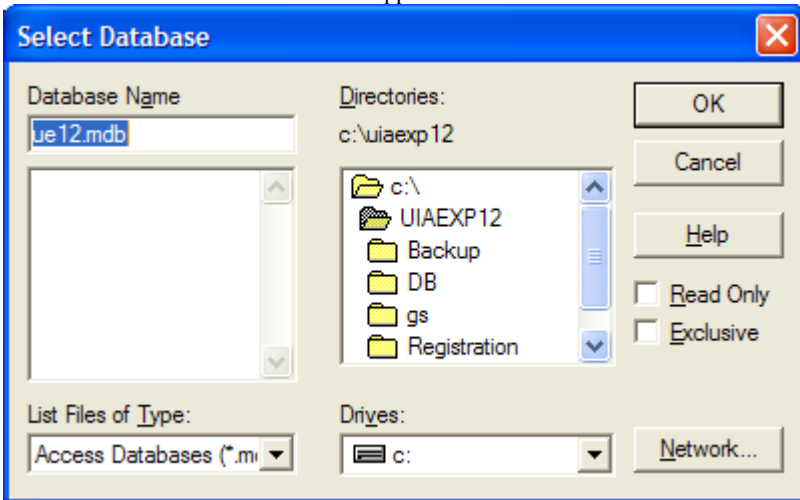 Select Database
Database Name
ue12.mdb
Directories:
c:\uiaexp12
c:\
UIAEXP12
Backup
DB
gs
Registration
OK
Cancel
Help
Read Only
Exclusive
List Files of Type:
Access Databases (*.m
Drives:
c:
Network...